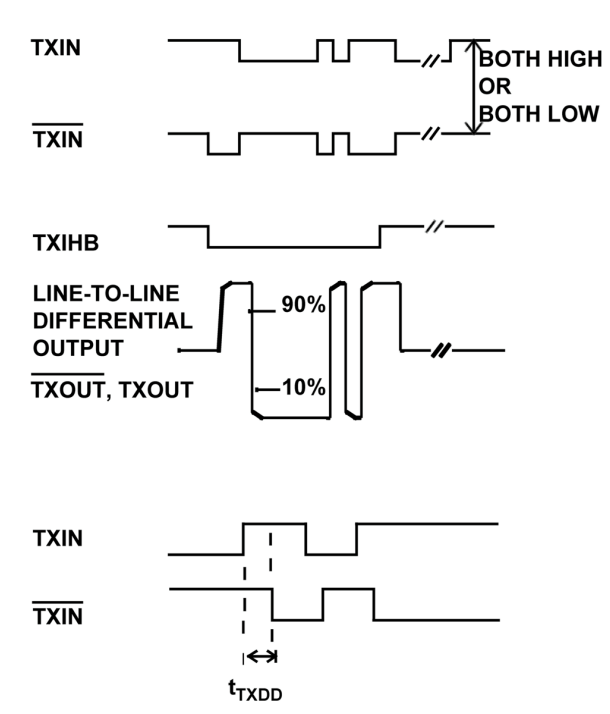 TXIN
BOTH HIGH
OR
BOTH LOW
TXIN
TXIHB
LINE-TO-LINE
DIFFERENTIAL
OUTPUT
TXOUT, TXOUT
90%
10%
TXIN
TXIN
tTXDD